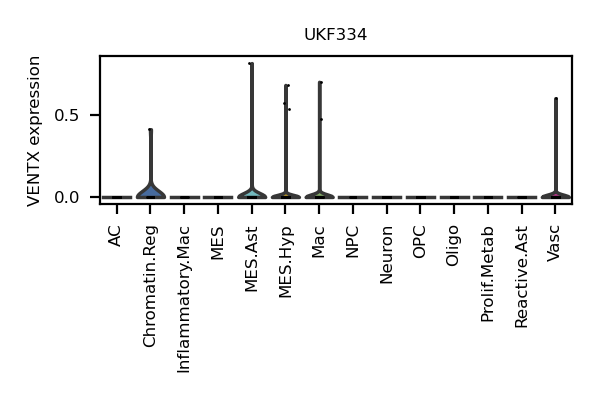 UKF334
VENTX expression
0.5
0.0
AC
Chromatin.Reg
Inflammatory.Mac
MES
MES.Ast
MES.Hyp
Mac
NPC
Neuron
OPC
Oligo
Prolif.Metab
Reactive.Ast
Vasc